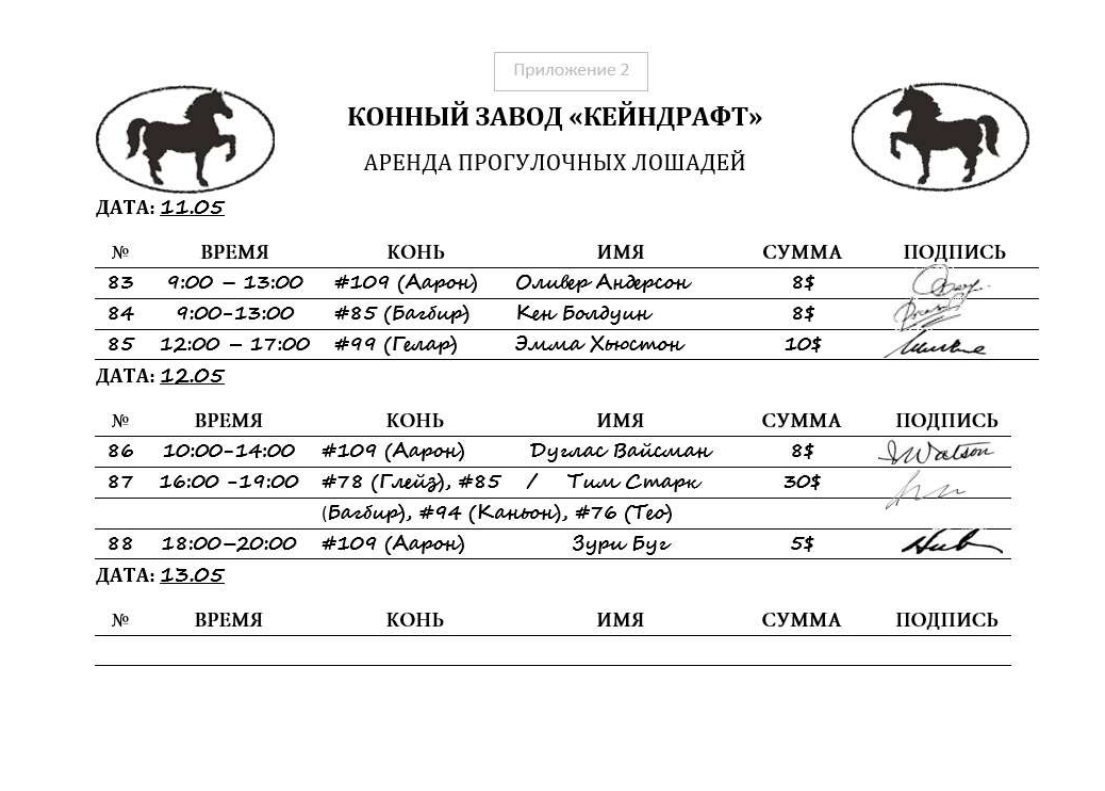 Приложение 2
КОННЫЙ ЗАВОД «КЕЙНДРАФТ»
АРЕНДА ПРОГУЛОЧНЫХ ЛОШАДЕЙ
ДАТА: 11.05
№ ВРЕМЯ КОНЬ ИМЯ СУММА ПОДПИСЬ
83 9:00 – 13:00 #109 (Аарон) Оливер Андерсон 8$
84 9:00-13:00 #85 (Багбир) Кен Болдуин 8$
85 12:00 – 17:00 #99 (Гелар) Эмма Хьюстон 10$
ДАТА: 12.05
№ ВРЕМЯ КОНЬ ИМЯ СУММА ПОДПИСЬ
86 10:00-14:00 #109 (Аарон) Дуглас Вайсман 8$ Watson
87 16:00 -19:00 #78 (Глейз), #85 / Тим Старк 30$
(Багбир), #94 (Каньон), #76 (Тео)
88 18:00–20:00 #109 (Аарон) Зури Буг 5$
ДАТА: 13.05
№ ВРЕМЯ КОНЬ ИМЯ СУММА ПОДПИСЬ